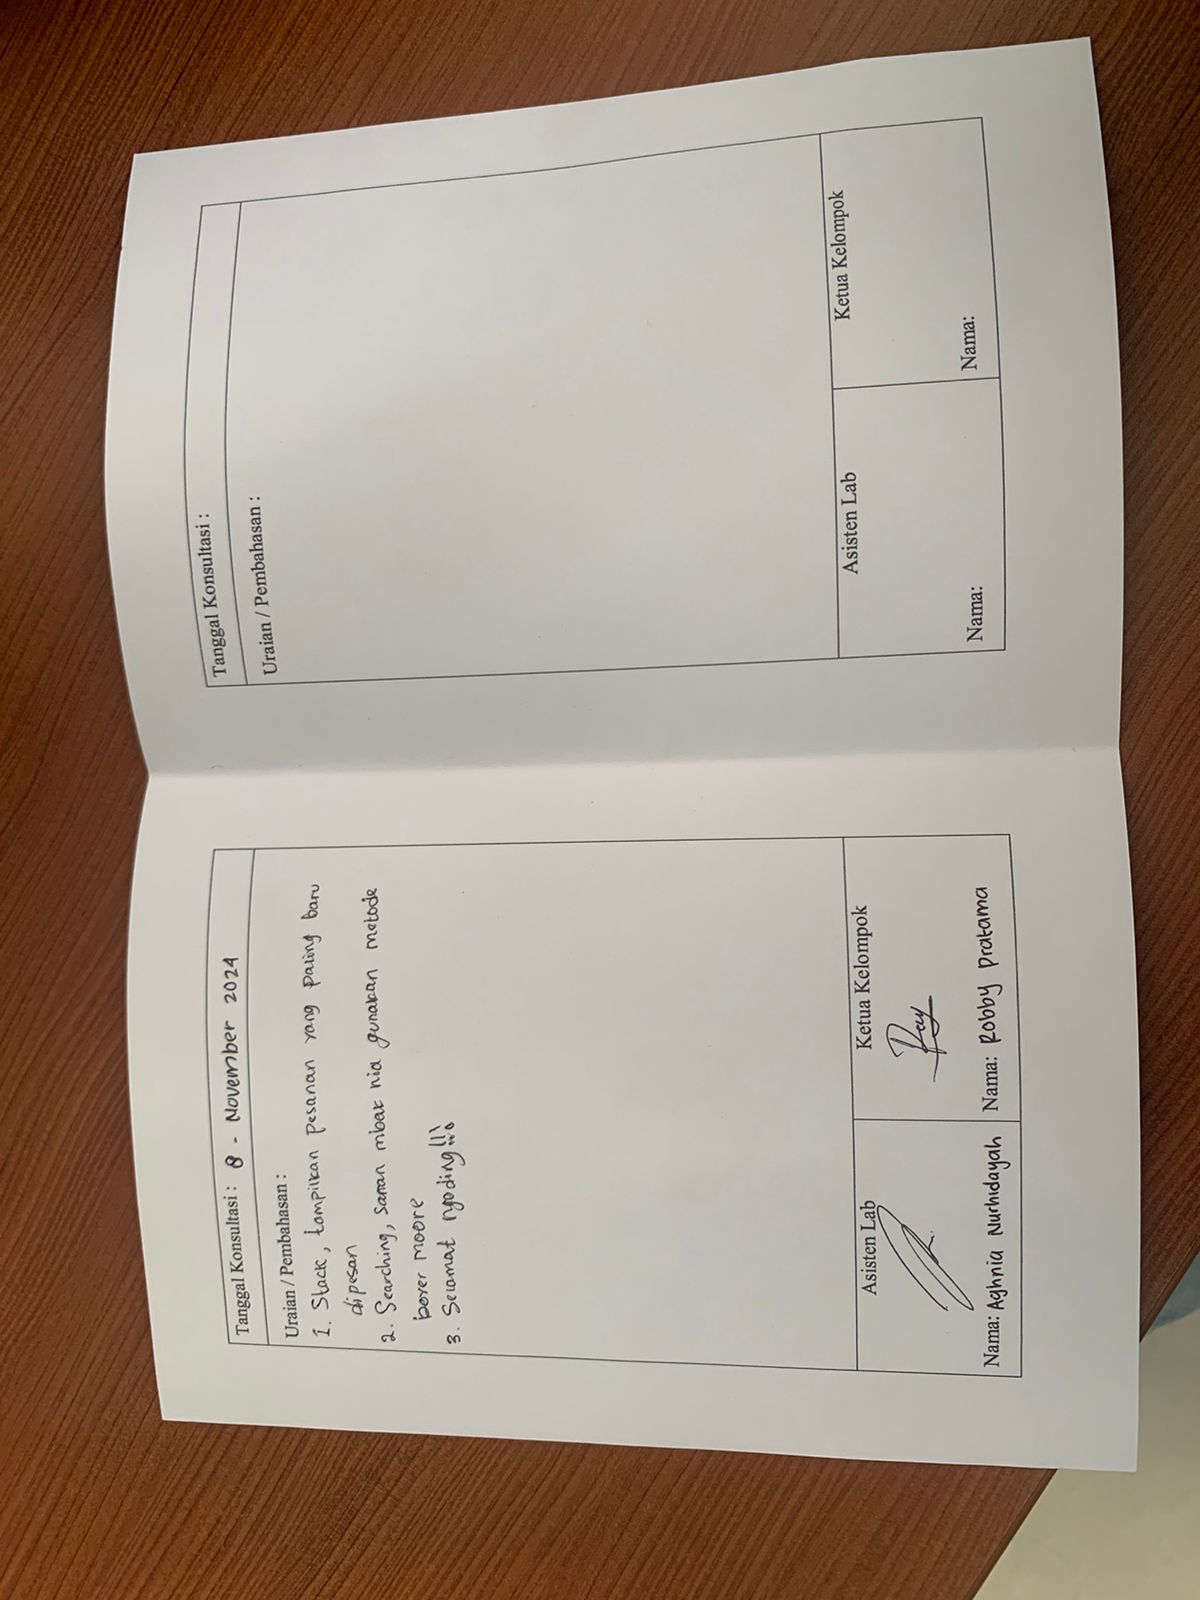 Tanggal Konsultasi : 8 - November 2024
Uraian / Pembahasan :
1. Stack, tampilkan pesanan yang paling baru
dipesan
2. Searching, saran mbak nia gunakan metode
boyer moore
3. Selamat ngoding!!!
Asisten Lab
Ketua Kelompok
Nama: Aghnia Nurhidayah
Nama: Robby Pratama
Tanggal Konsultasi :
Uraian / Pembahasan :
Asisten Lab
Ketua Kelompok
Nama:
Nama: